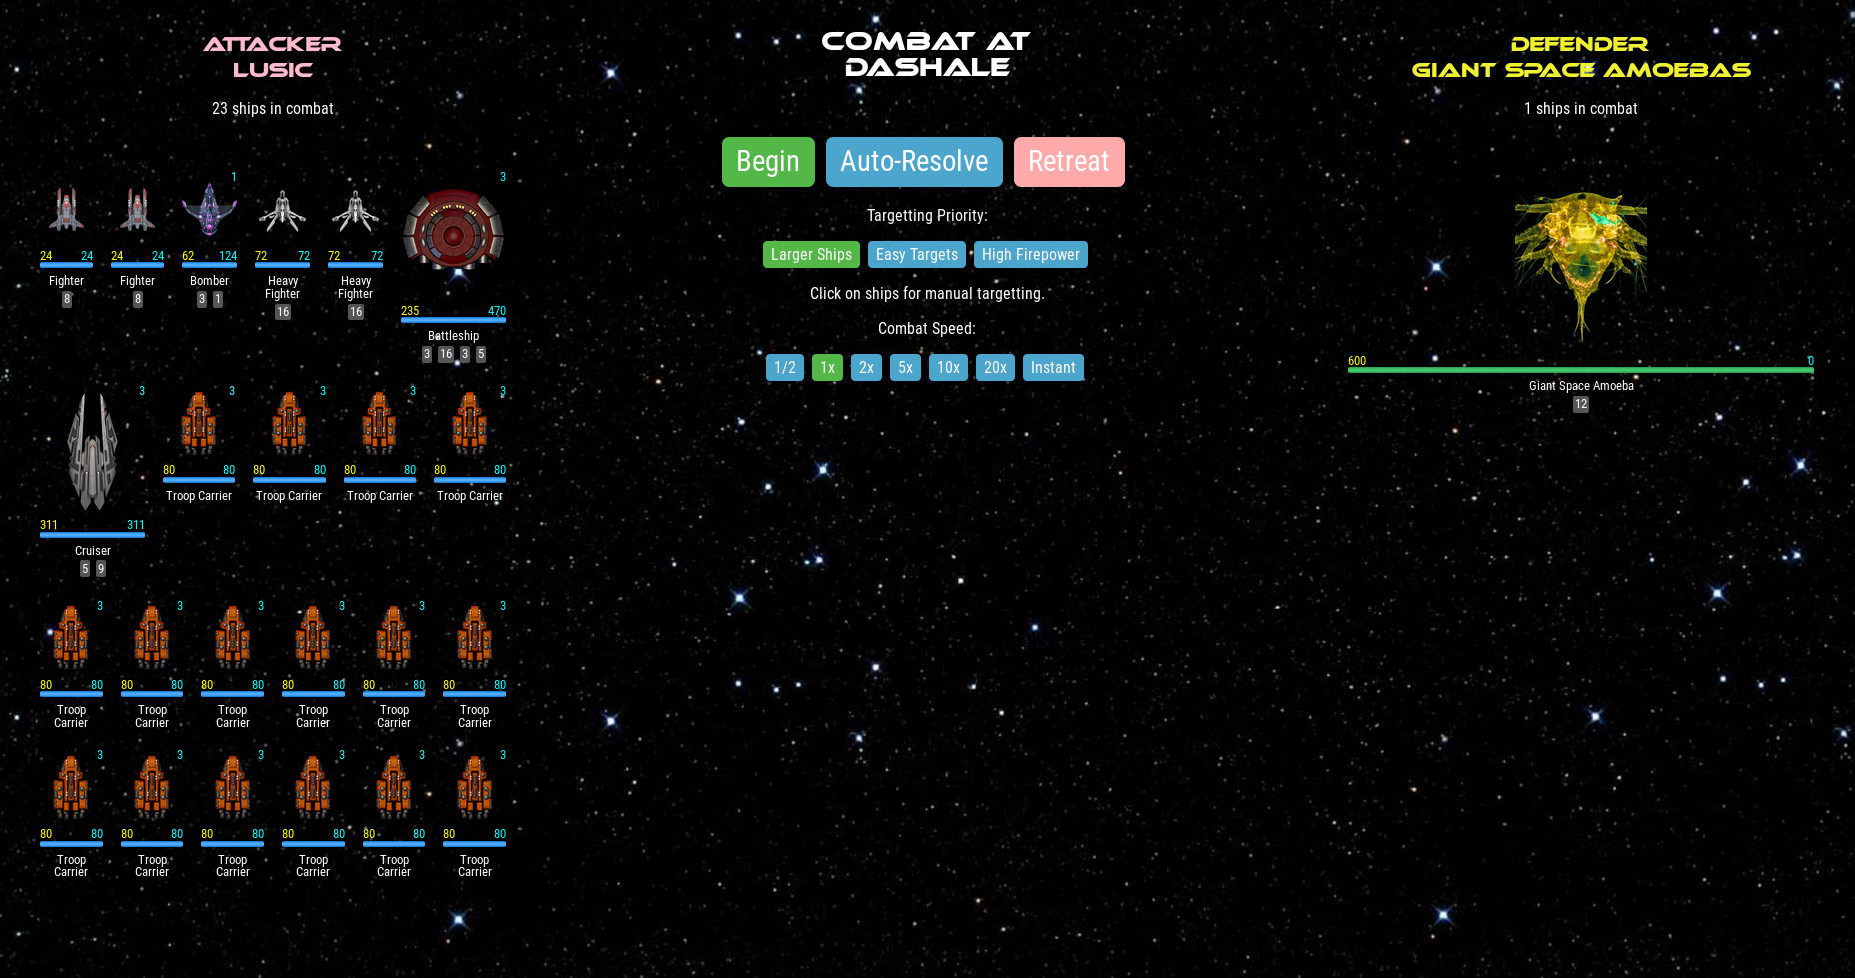 ATTACKER
LUSIC
23 ships in combat
COMBAT AT
DASHALE
DEFENDER
GIANT SPACE AMOEBAS
1 ships in combat
Begin Auto-Resolve Retreat
Targetting Priority:
Larger Ships Easy Targets High Firepower
Click on ships for manual targetting.
Combat Speed:
1/2 1x 2x 5x 10x 20x Instant
1 3
24 24 24 24 62 124 72 72 72 72
Fighter Fighter Bomber Heavy Fighter Heavy Fighter
8 8 3 1 16 16
235 470
Battleship
3 16 3 5
3 3 3 3 3
80 80 80 80 80 80 80 80
Troop Carrier Troop Carrier Troop Carrier Troop Carrier
311 311
Cruiser
5 9
3 3 3 3 3 3
80 80 80 80 80 80 80 80 80 80 80 80
Troop Troop Troop Troop Troop Troop
Carrier Carrier Carrier Carrier Carrier Carrier
3 3 3 3 3 3
80 80 80 80 80 80 80 80 80 80 80 80
Troop Troop Troop Troop Troop Troop
Carrier Carrier Carrier Carrier Carrier Carrier
600 0
Giant Space Amoeba
12